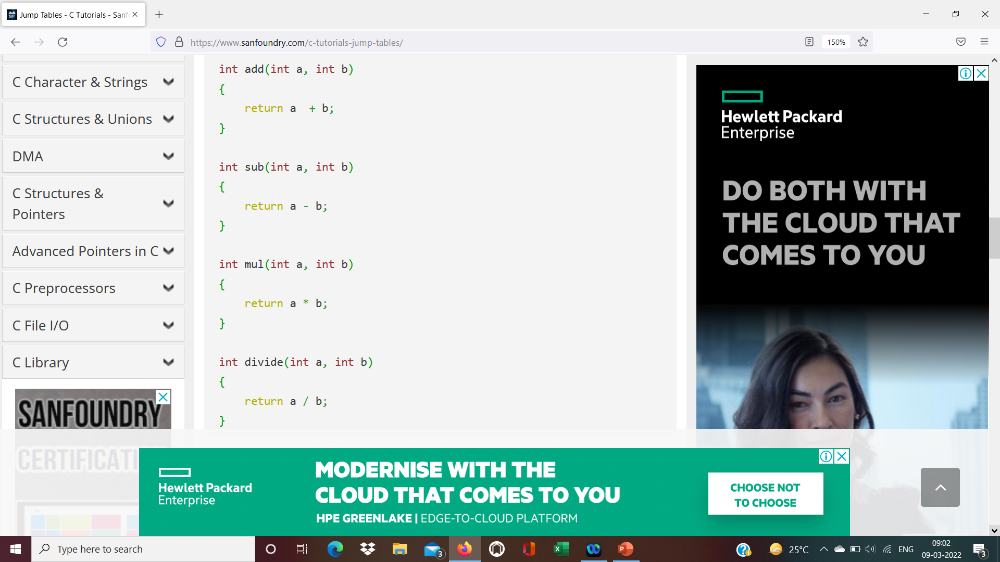 Jump Tables - C Tutorials - Sanfo
https://www.sanfoundry.com/c-tutorials-jump-tables/
150%
C Character & Strings
C Structures & Unions
DMA
C Structures &
Pointers
Advanced Pointers in C
C Preprocessors
C File I/O
C Library
SANFOUNDRY
CERTIFICATI
int add(int a, int b)
{
return a  + b;
}
int sub(int a, int b)
{
return a - b;
}
int mul(int a, int b)
{
return a * b;
}
int divide(int a, int b)
{
return a / b;
}
Hewlett Packard
Enterprise
DO BOTH WITH
THE CLOUD THAT
COMES TO YOU
Hewlett Packard
Enterprise
MODERNISE WITH THE
CLOUD THAT COMES TO YOU
HPE GREENLAKE | EDGE-TO-CLOUD PLATFORM
CHOOSE NOT
TO CHOOSE
Type here to search
3
25°C
ENG
09:02
09-03-2022
3